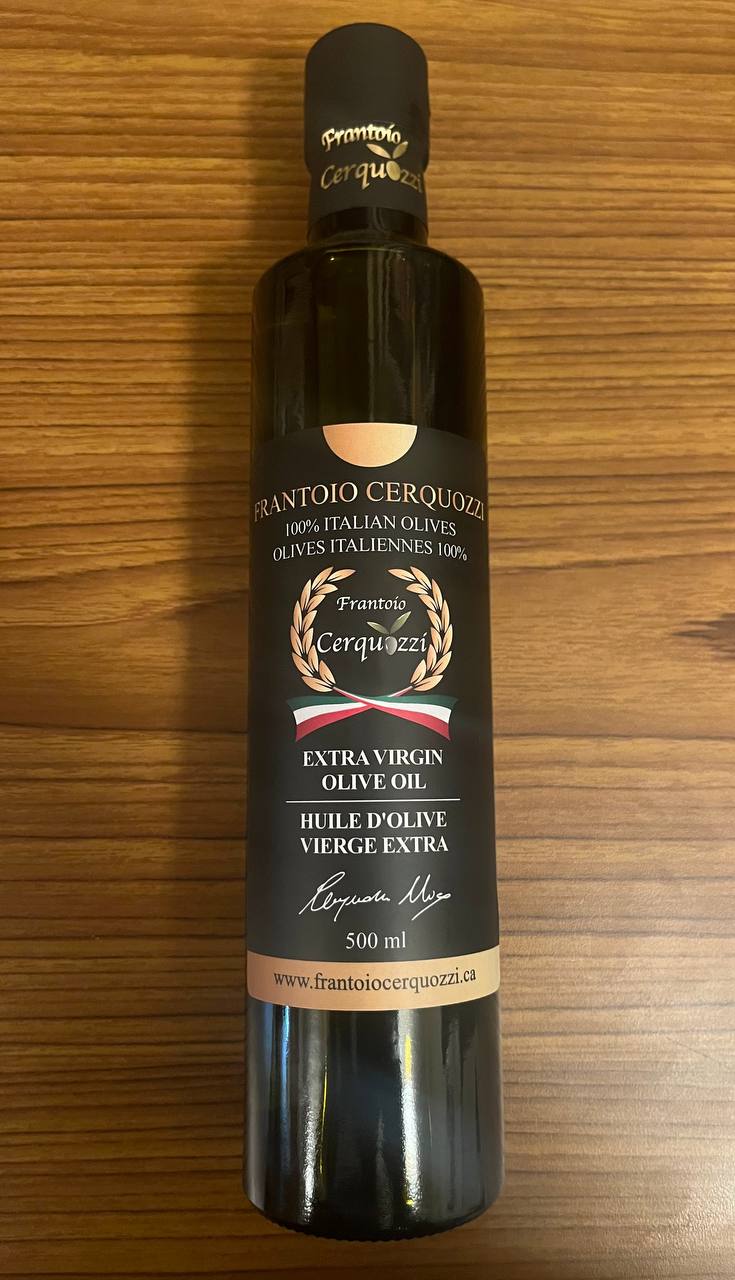 Frantoio
Cerquozzi
FRANTOIO CERQUOZZI
100% ITALIAN OLIVES
OLIVES ITALIENNES 100%
Frantoio
Cerquozzi
EXTRA VIRGIN
OLIVE OIL
HUILE D'OLIVE
VIERGE EXTRA
500 ml
www.frantoiocerquozzi.ca